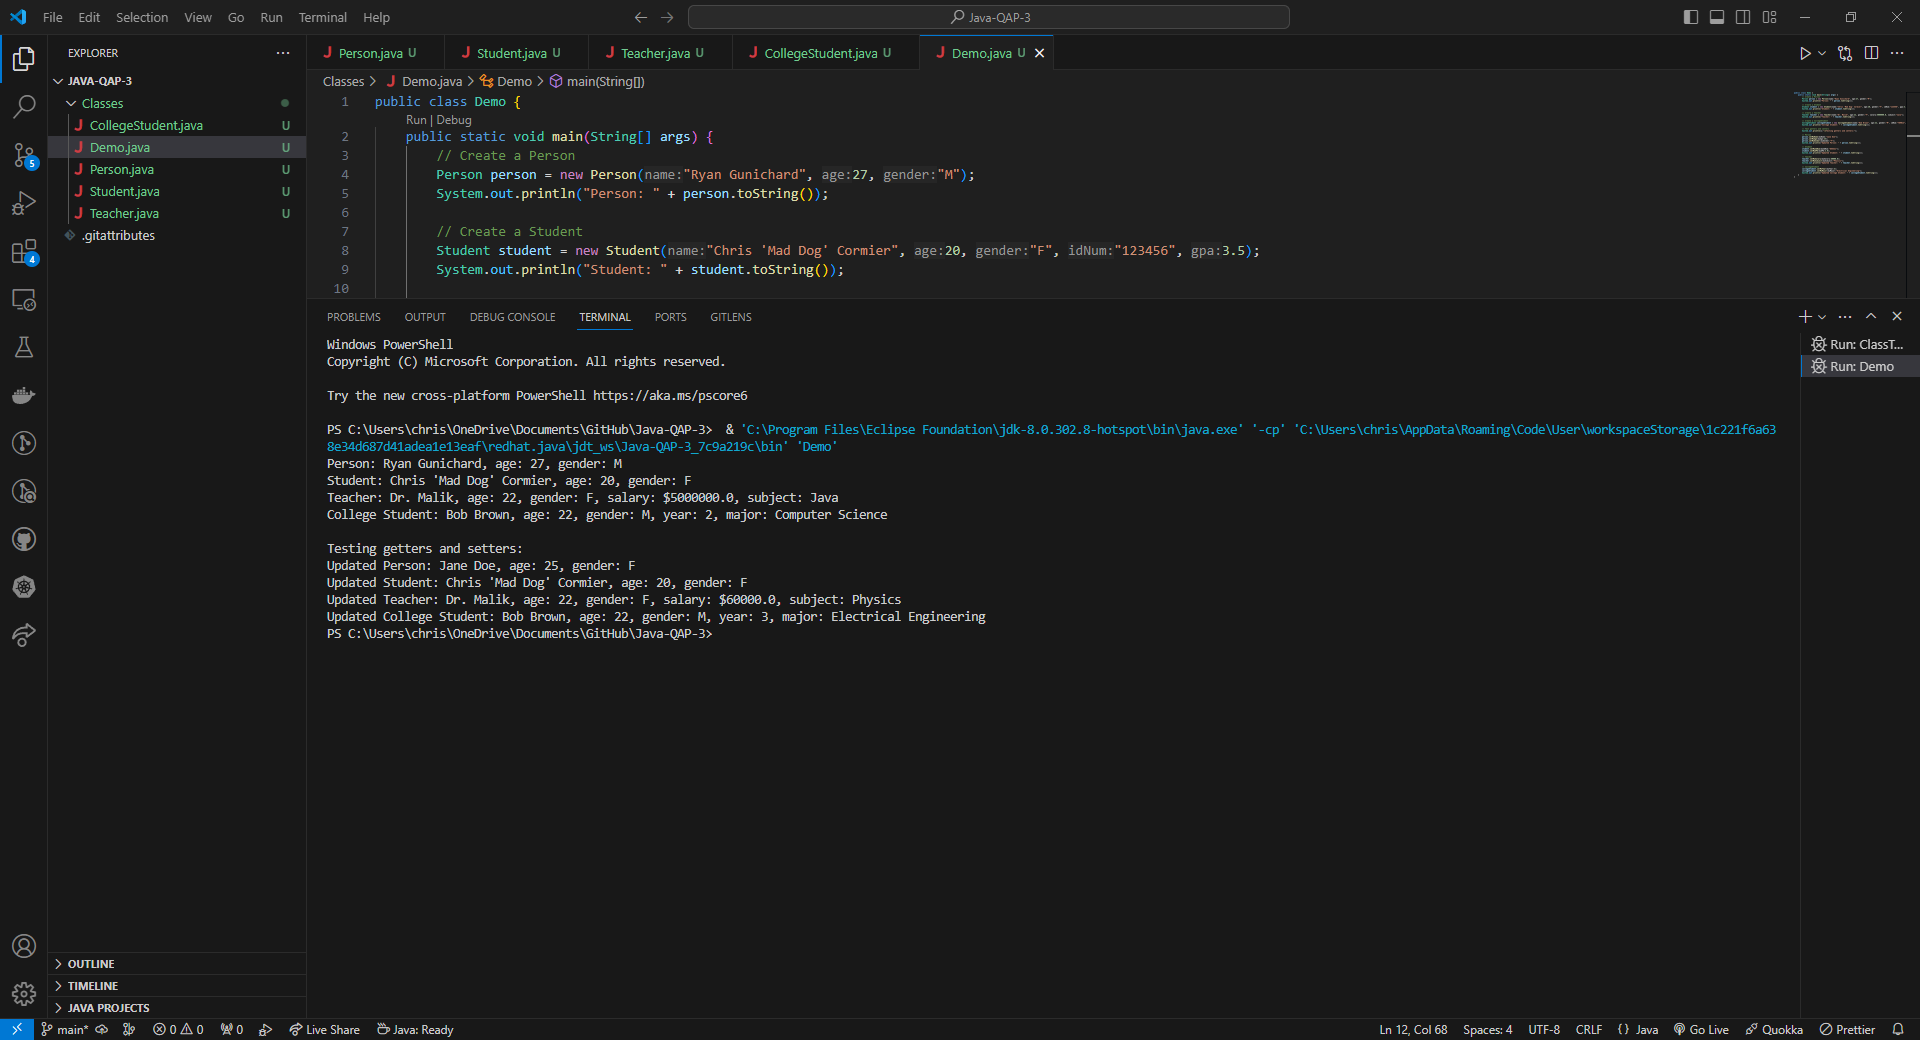 File Edit Selection View Go Run Terminal Help
Java-QAP-3
EXPLORER
JAVA-QAP-3
Classes
CollegeStudent.java U
Demo.java U
Person.java U
Student.java U
Teacher.java U
.gitattributes
5
4
OUTLINE
TIMELINE
JAVA PROJECTS
Person.java U Student.java U Teacher.java U CollegeStudent.java U Demo.java U
Classes > Demo.java > Demo > main(String[])
1 public class Demo {
Run | Debug
2 public static void main(String[] args) {
3 // Create a Person
4 Person person = new Person(name:"Ryan Gunichard", age:27, gender:"M");
5 System.out.println("Person: " + person.toString());
6
7 // Create a Student
8 Student student = new Student(name:"Chris 'Mad Dog' Cormier", age:20, gender:"F", idNum:"123456", gpa:3.5);
9 System.out.println("Student: " + student.toString());
10
PROBLEMS OUTPUT DEBUG CONSOLE TERMINAL PORTS GITLENS
Windows PowerShell
Copyright (C) Microsoft Corporation. All rights reserved.
Try the new cross-platform PowerShell https://aka.ms/pscore6
PS C:\Users\chris\OneDrive\Documents\GitHub\Java-QAP-3> & 'C:\Program Files\Eclipse Foundation\jdk-8.0.302.8-hotspot\bin\java.exe' '-cp' 'C:\Users\chris\AppData\Roaming\Code\User\workspaceStorage\1c221f6a63
8e34d687d41adea1e13eaf\redhat.java\jdt_ws\Java-QAP-3_7c9a219c\bin' 'Demo'
Person: Ryan Gunichard, age: 27, gender: M
Student: Chris 'Mad Dog' Cormier, age: 20, gender: F
Teacher: Dr. Malik, age: 22, gender: F, salary: $5000000.0, subject: Java
College Student: Bob Brown, age: 22, gender: M, year: 2, major: Computer Science
Testing getters and setters:
Updated Person: Jane Doe, age: 25, gender: F
Updated Student: Chris 'Mad Dog' Cormier, age: 20, gender: F
Updated Teacher: Dr. Malik, age: 22, gender: F, salary: $60000.0, subject: Physics
Updated College Student: Bob Brown, age: 22, gender: M, year: 3, major: Electrical Engineering
PS C:\Users\chris\OneDrive\Documents\GitHub\Java-QAP-3>
Run: ClassT...
Run: Demo
main* 0 0 0 Live Share Java: Ready
Ln 12, Col 68 Spaces: 4 UTF-8 CRLF {} Java Go Live Quokka Prettier